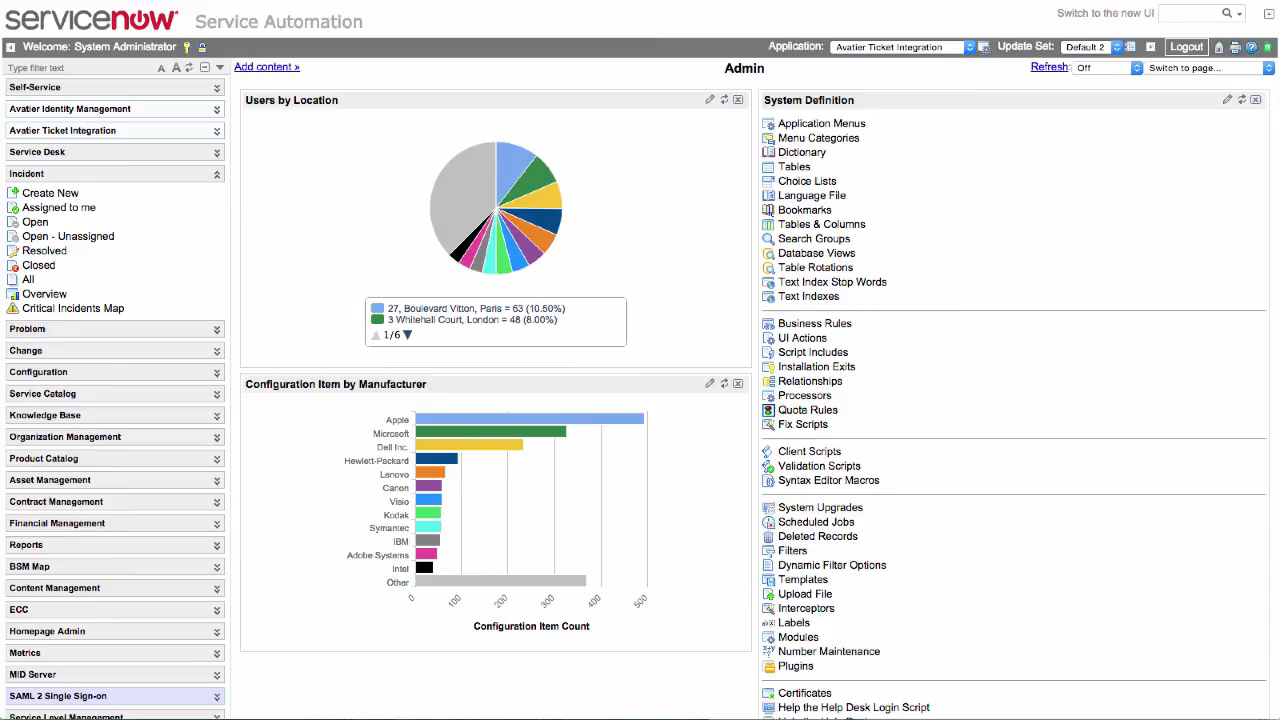 servicenow Service Automation
Switch to the new UI
Welcome: System Administrator
Application: Avatier Ticket Integration Update Set: Default 2 Logout
Type filter text A A
Self-Service
Avatier Identity Management
Avatier Ticket Integration
Service Desk
Incident
Create New
Assigned to me
Open
Open - Unassigned
Resolved
Closed
All
Overview
Critical Incidents Map
Problem
Change
Configuration
Service Catalog
Knowledge Base
Organization Management
Product Catalog
Asset Management
Contract Management
Financial Management
Reports
BSM Map
Content Management
ECC
Homepage Admin
Metrics
MID Server
SAML 2 Single Sign-on
Service Level Management
Add content »
Admin
Refresh: Off Switch to page...
Users by Location
27, Boulevard Vitton, Paris = 63 (10.50%)
3 Whitehall Court, London = 48 (8.00%)
1/6
Configuration Item by Manufacturer
Apple
Microsoft
Dell Inc.
Hewlett-Packard
Lenovo
Canon
Visio
Kodak
Symantec
IBM
Adobe Systems
Intel
Other
0 100 200 300 400 500
Configuration Item Count
System Definition
Application Menus
Menu Categories
Dictionary
Tables
Choice Lists
Language File
Bookmarks
Tables & Columns
Search Groups
Database Views
Table Rotations
Text Index Stop Words
Text Indexes
Business Rules
UI Actions
Script Includes
Installation Exits
Relationships
Processors
Quota Rules
Fix Scripts
Client Scripts
Validation Scripts
Syntax Editor Macros
System Upgrades
Scheduled Jobs
Deleted Records
Filters
Dynamic Filter Options
Templates
Upload File
Interceptors
Labels
Modules
Number Maintenance
Plugins
Certificates
Help the Help Desk Login Script